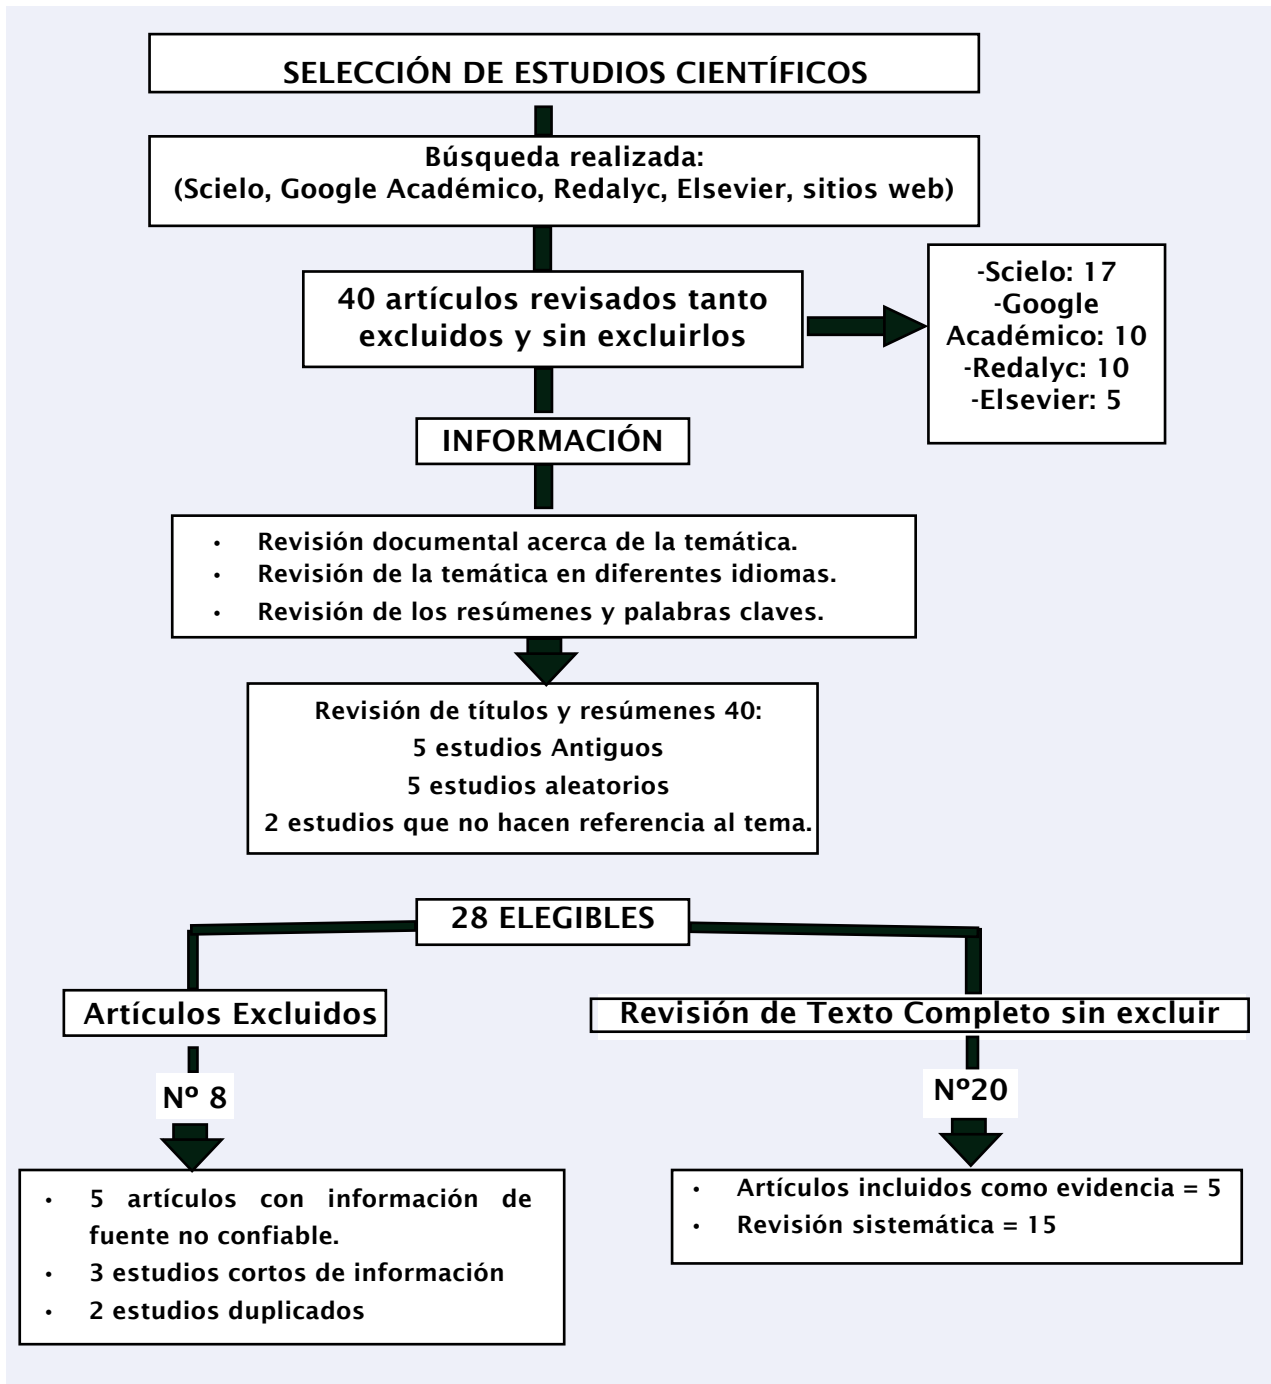 SELECCIÓN DE ESTUDIOS CIENTÍFICOS
Búsqueda realizada:
(Scielo, Google Académico, Redalyc, Elsevier, sitios web)
40 artículos revisados tanto
excluidos y sin excluirlos
-Scielo: 17
-Google
Académico: 10
-Redalyc: 10
-Elsevier: 5
INFORMACIÓN
• Revisión documental acerca de la temática.
• Revisión de la temática en diferentes idiomas.
• Revisión de los resúmenes y palabras claves.
Revisión de títulos y resúmenes 40:
5 estudios Antiguos
5 estudios aleatorios
2 estudios que no hacen referencia al tema.
28 ELEGIBLES
Artículos Excluidos
Nº 8
• 5 artículos con información de
fuente no confiable.
• 3 estudios cortos de información
• 2 estudios duplicados
Revisión de Texto Completo sin excluir
Nº20
• Artículos incluidos como evidencia = 5
• Revisión sistemática = 15